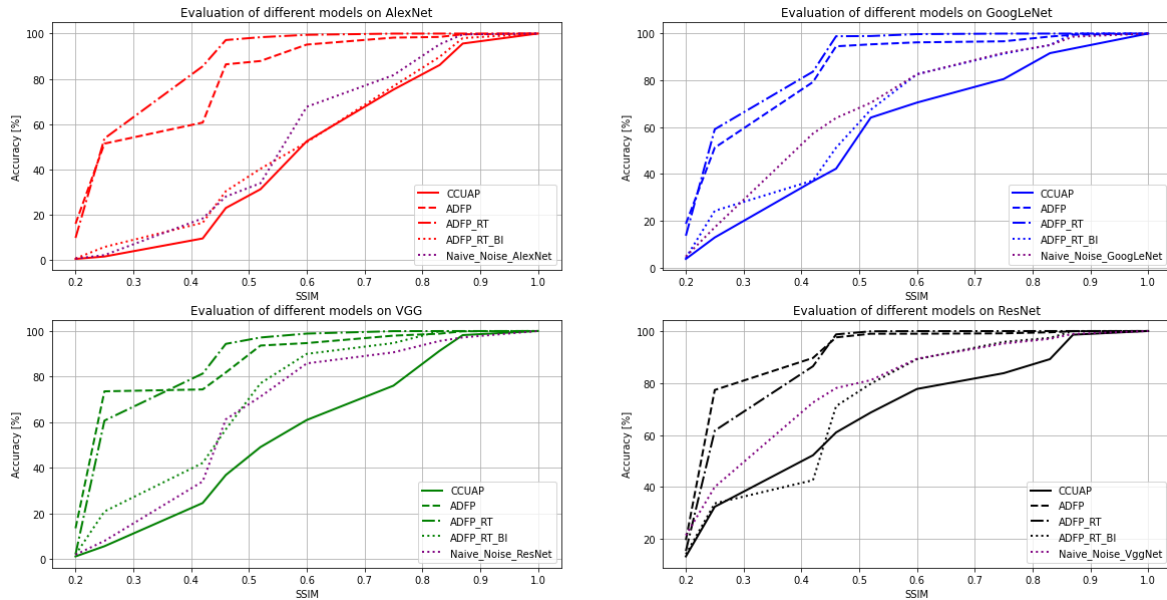 Evaluation of different models on AlexNet
100
80
60
40
20
0
Accuracy [%]
0.2 0.3 0.4 0.5 0.6 0.7 0.8 0.9 1.0
SSIM
CCUAP
ADFP
ADFP_RT
ADFP_RT_BI
Naive_Noise_AlexNet
Evaluation of different models on GoogLeNet
100
80
60
40
20
0
Accuracy [%]
0.2 0.3 0.4 0.5 0.6 0.7 0.8 0.9 1.0
SSIM
CCUAP
ADFP
ADFP_RT
ADFP_RT_BI
Naive_Noise_GoogLeNet
Evaluation of different models on VGG
100
80
60
40
20
0
Accuracy [%]
0.2 0.3 0.4 0.5 0.6 0.7 0.8 0.9 1.0
SSIM
CCUAP
ADFP
ADFP_RT
ADFP_RT_BI
Naive_Noise_ResNet
Evaluation of different models on ResNet
100
80
60
40
20
Accuracy [%]
0.2 0.3 0.4 0.5 0.6 0.7 0.8 0.9 1.0
SSIM
CCUAP
ADFP
ADFP_RT
ADFP_RT_BI
Naive_Noise_VggNet